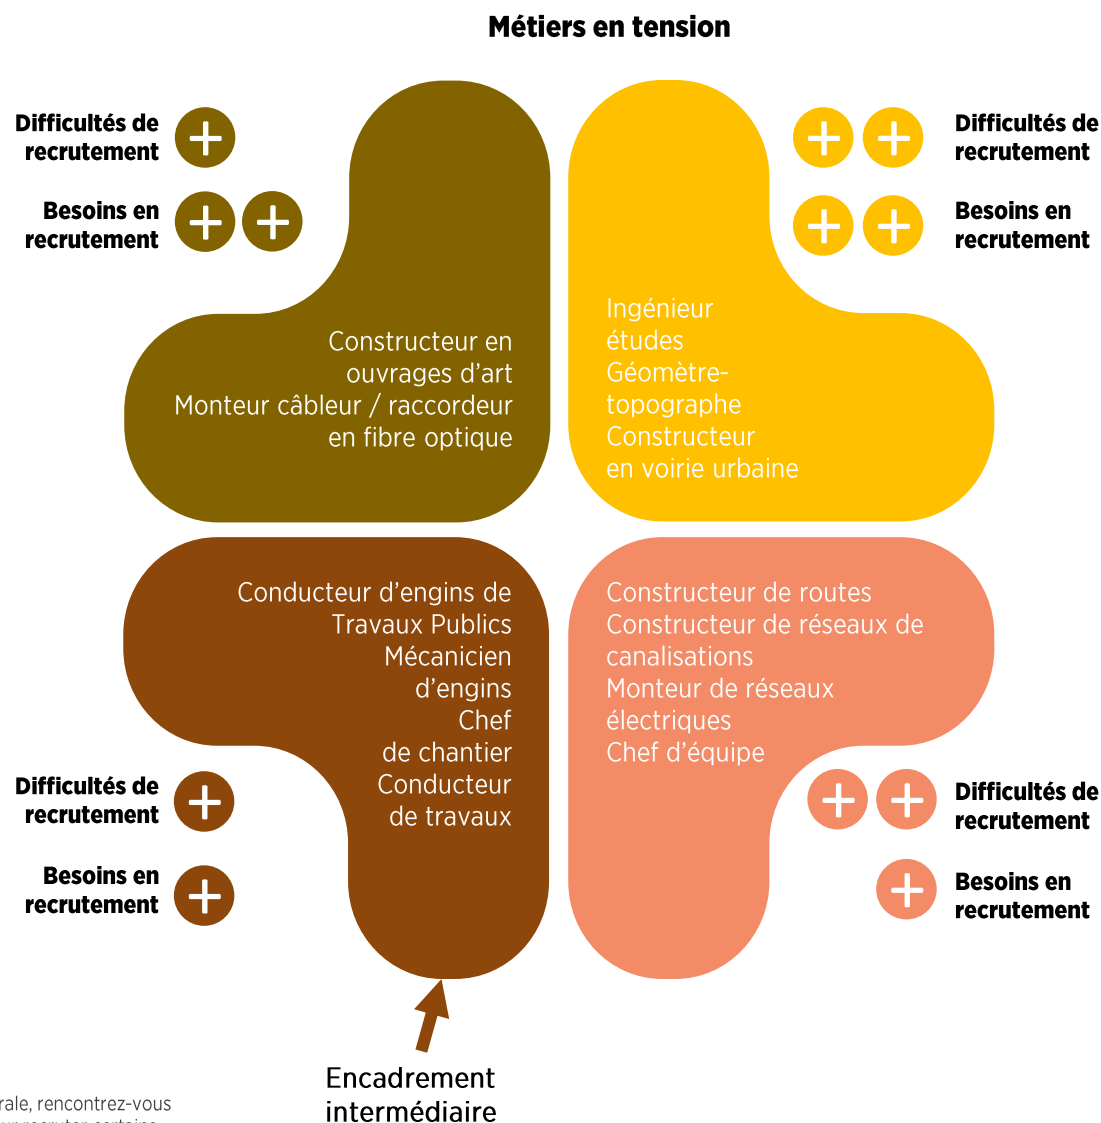 Métiers en tension
Difficultés de
recrutement
Besoins en
recrutement
Difficultés de
recrutement
Besoins en
recrutement
Constructeur en
ouvrages d’art
Monteur câbleur / raccordeur
en fibre optique
Ingénieur
études
Géomètre-
topographe
Constructeur
en voirie urbaine
Conducteur d’engins de
Travaux Publics
Mécanicien
d’engins
Chef
de chantier
Conducteur
de travaux
Constructeur de routes
Constructeur de réseaux de
canalisations
Monteur de réseaux
électriques
Chef d’équipe
Difficultés de
recrutement
Besoins en
recrutement
Difficultés de
recrutement
Besoins en
recrutement
Encadrement
intermédiaire
rale, rencontrez-vous